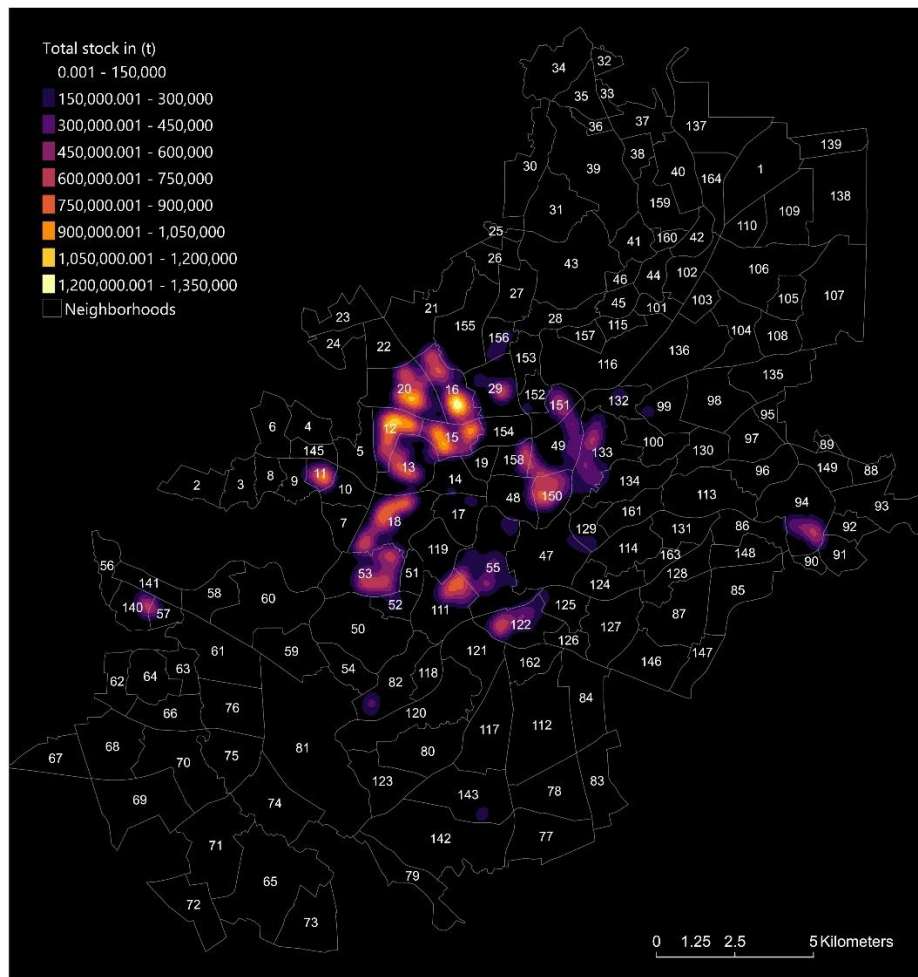 Total stock in (t)
0.001 - 150,000
150,000.001 - 300,000
300,000.001 - 450,000
450,000.001 - 600,000
600,000.001 - 750,000
750,000.001 - 900,000
900,000.001 - 1,050,000
1,050,000.001 - 1,200,000
1,200,000.001 - 1,350,000
Neighborhoods
34 32
35 33
36 37 137
139
30 39 38 40 164 1
31 159 109 138
25 41 160 42 110
26 43 46 44 102 106
27 45 101 103 105 107
23 21 155 28 157 115 104 108
24 22 156 153 116 136
20 16 29 152 151 132 99 98 135
6 4 12 15 154 49 133 100 95
145 5 130 97 89
2 3 8 9 11 10 13 14 19 158 150 134 113 96 149 88
7 18 17 48 161 94 93
119 47 129 114 131 163 86 148 92 91 90
56 141 53 51 55 124 128 85
140 57 58 60 52 111 125 127 87
61 59 50 121 122 126 146 147
62 64 63 54 82 118 162
66 76 120 117 112 84
67 68 70 75 81 80
69 74 123 143 78 83
71 142 77
72 65 73 79
0 1.25 2.5 5 Kilometers